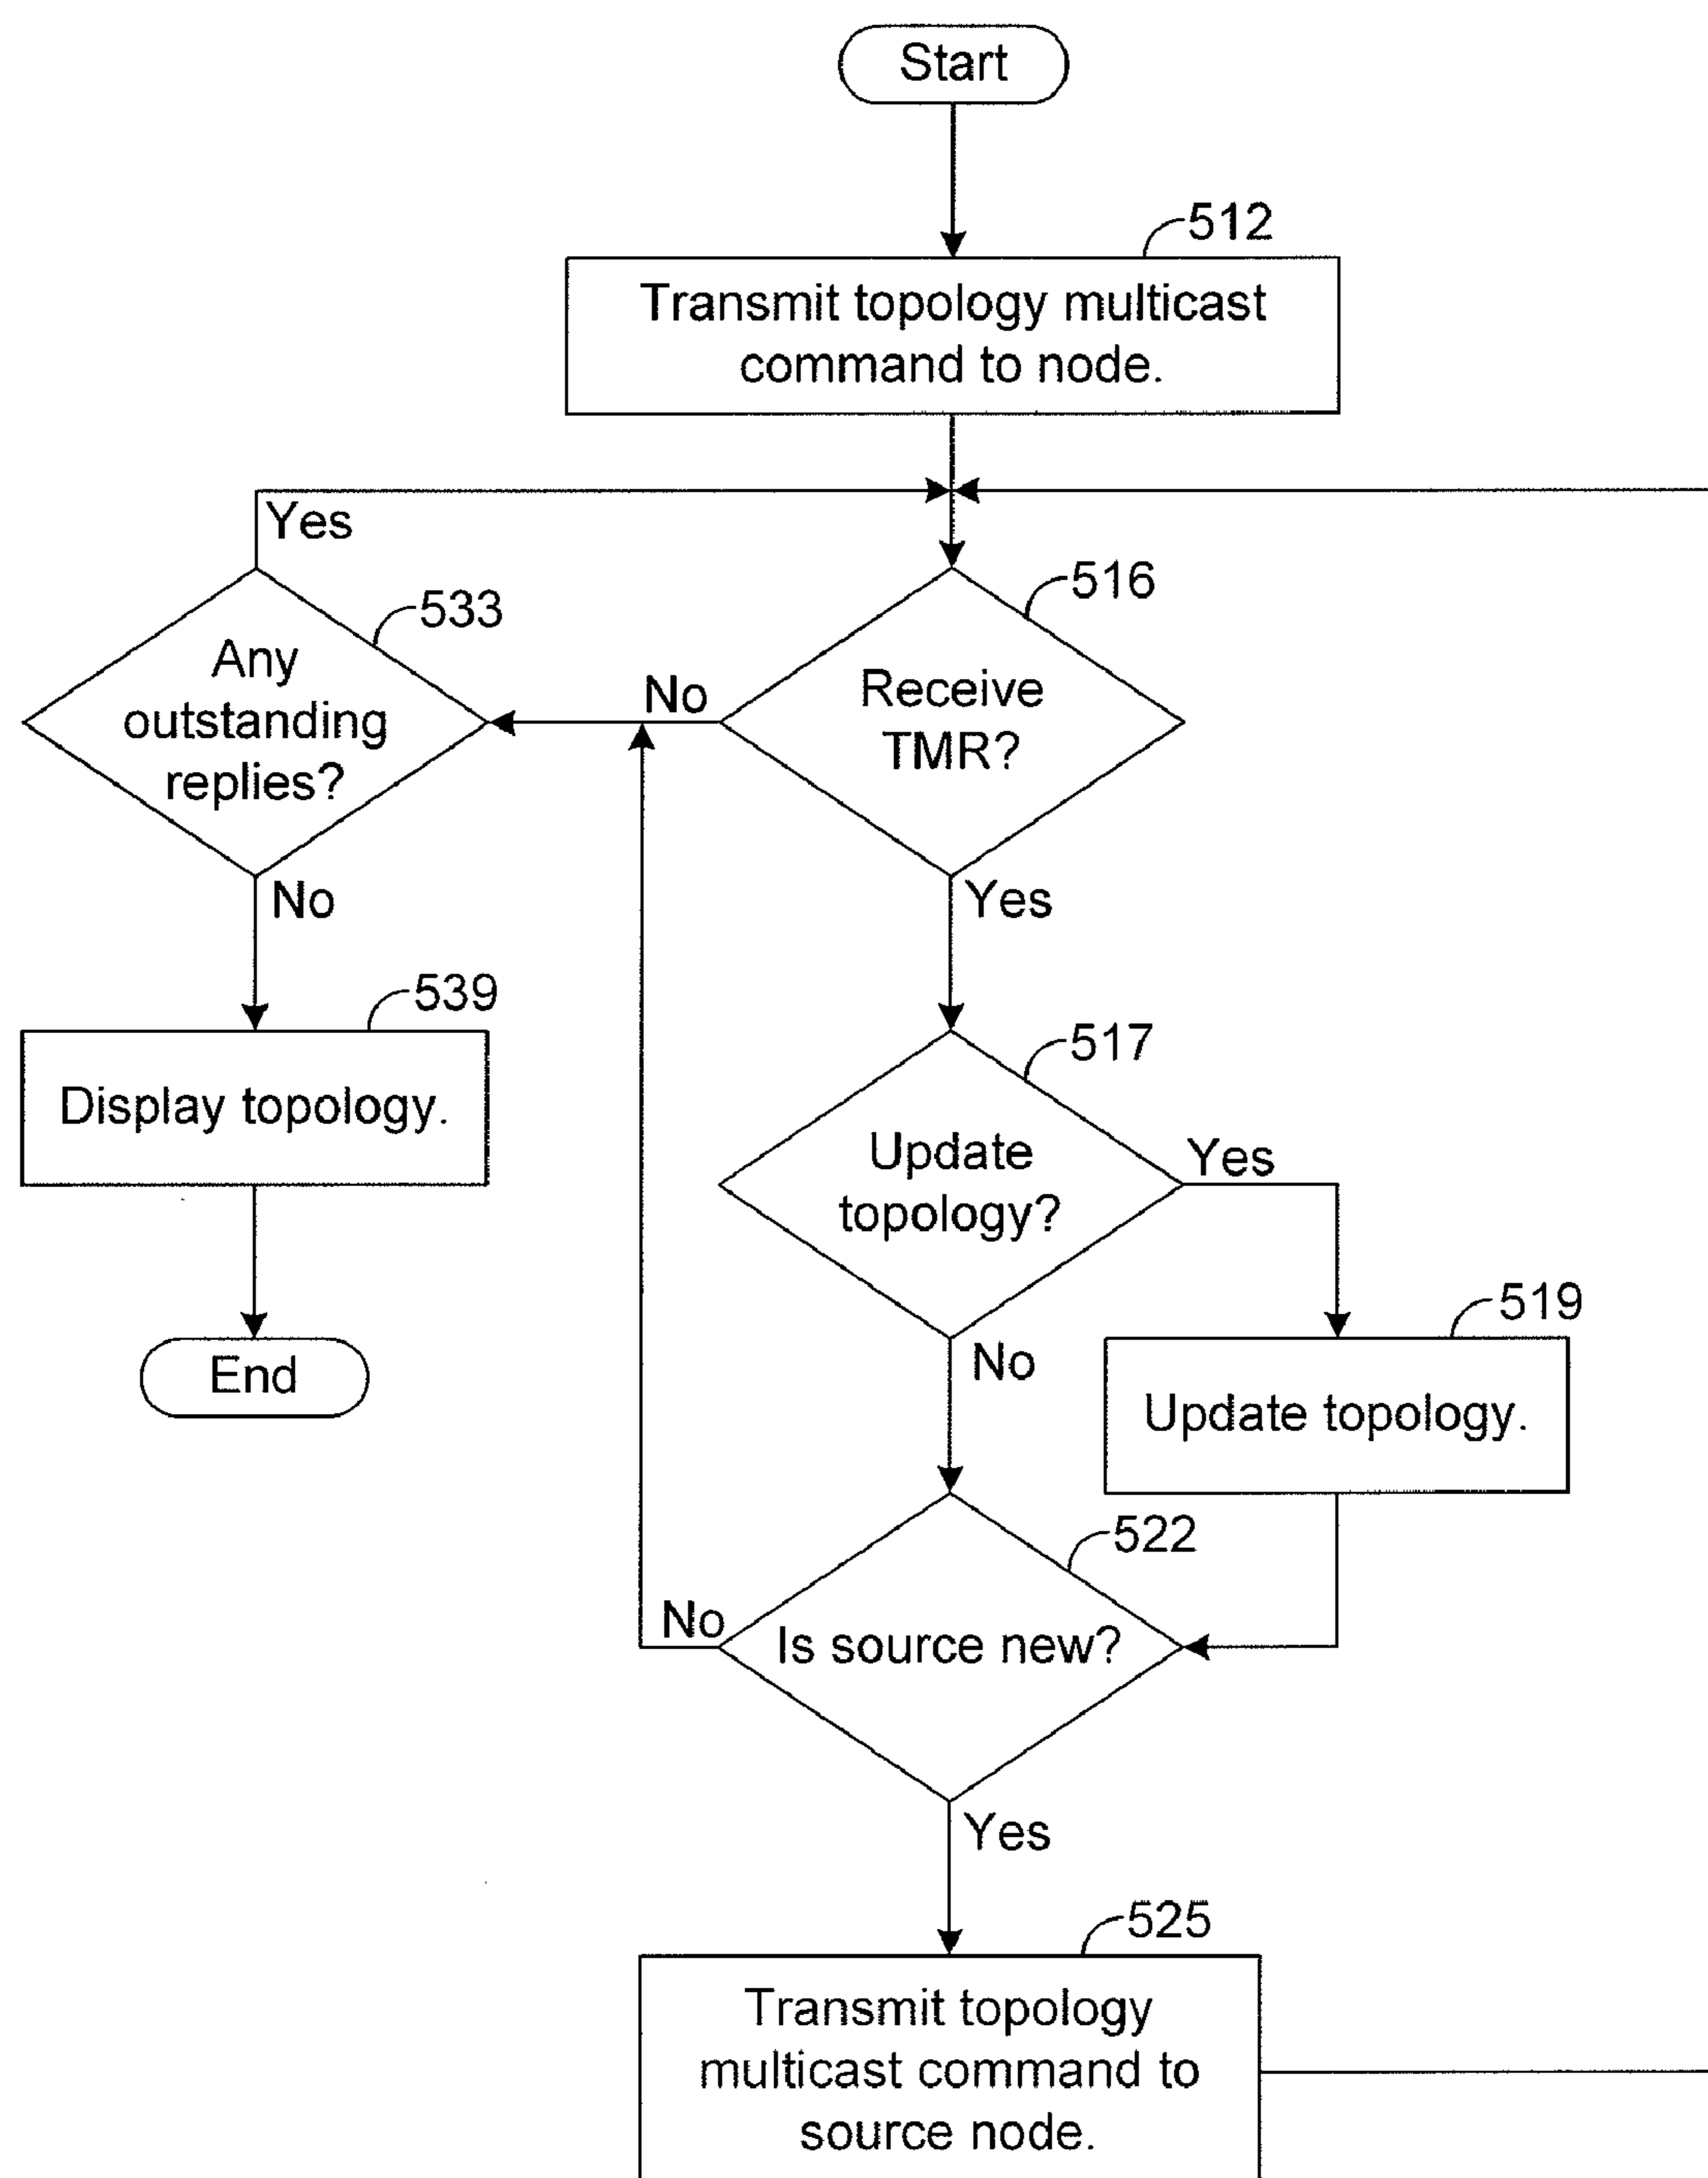 Start
512
Transmit topology multicast
command to node.
Yes
516
533
Any
outstanding
replies?
No
Receive
TMR?
No
Yes
539
517
Display topology.
Update
topology?
Yes
519
End
No
Update topology.
522
No
Is source new?
Yes
525
Transmit topology
multicast command to
source node.